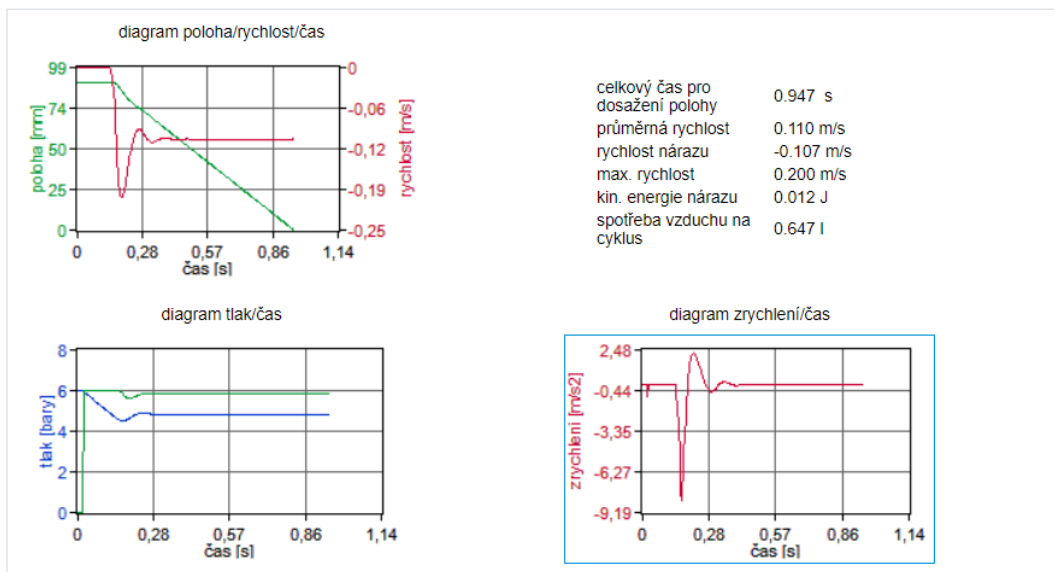 diagram poloha/rychlost/čas
99
74
50
25
0
poloha [mm]
0
-0,06
-0,12
-0,19
-0,25
rychlost [m/s]
0 0,28 0,57 0,86 1,14
čas [s]
celkový čas pro
dosažení polohy 0.947 s
průměrná rychlost 0.110 m/s
rychlost nárazu -0.107 m/s
max. rychlost 0.200 m/s
kin. energie nárazu 0.012 J
spotřeba vzduchu na
cyklus 0.647 l
diagram tlak/čas
8
6
4
2
0
tlak [bary]
0 0,28 0,57 0,86 1,14
čas [s]
diagram zrychlení/čas
2,48
-0,44
-3,35
-6,27
-9,19
zrychleni [m/s2]
0 0,28 0,57 0,86 1,14
čas [s]